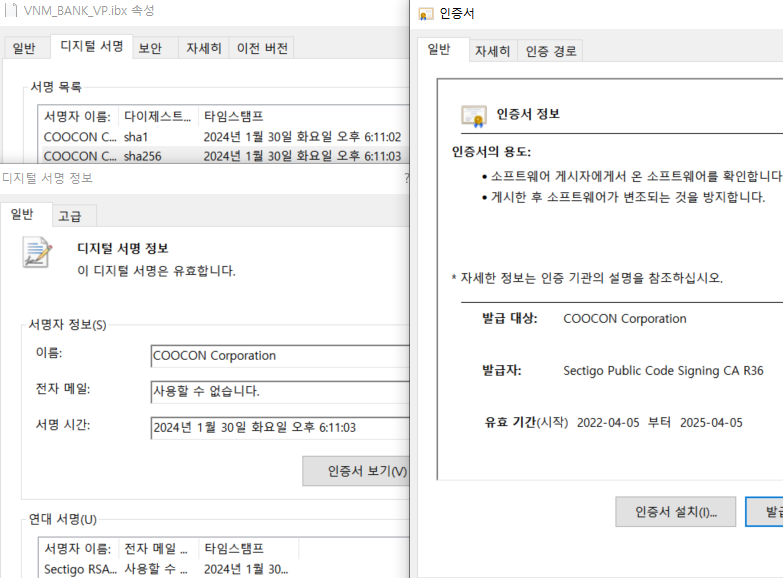 VNM_BANK_VP.ibx 속성
일반 디지털 서명 보안 자세히 이전 버전
서명 목록
서명자 이름: 다이제스트... 타임스탬프
COOCON C... sha1 2024년 1월 30일 화요일 오후 6:11:02
COOCON C... sha256 2024년 1월 30일 화요일 오후 6:11:03
디지털 서명 정보 ?
일반 고급
디지털 서명 정보
이 디지털 서명은 유효합니다.
서명자 정보(S)
이름: COOCON Corporation
전자 메일: 사용할 수 없습니다.
서명 시간: 2024년 1월 30일 화요일 오후 6:11:03
인증서 보기(V)
연대 서명(U)
서명자 이름: 전자 메일 ... 타임스탬프
Sectigo RSA... 사용할 수 ... 2024년 1월 30...
인증서
일반 자세히 인증 경로
인증서 정보
인증서의 용도:
• 소프트웨어 게시자에게서 온 소프트웨어를 확인합니다
• 게시한 후 소프트웨어가 변조되는 것을 방지합니다.
* 자세한 정보는 인증 기관의 설명을 참조하십시오.
발급 대상: COOCON Corporation
발급자: Sectigo Public Code Signing CA R36
유효 기간(시작) 2022-04-05 부터 2025-04-05
인증서 설치(I)... 발급